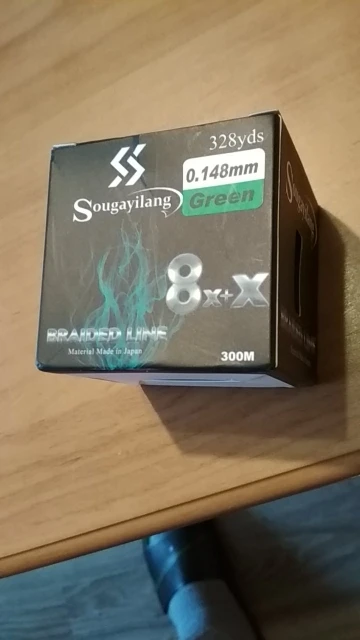 328yds
0.148mm
Green
Sougayilang
8x+X
BRAIDED LINE
Material Made in Japan
300M